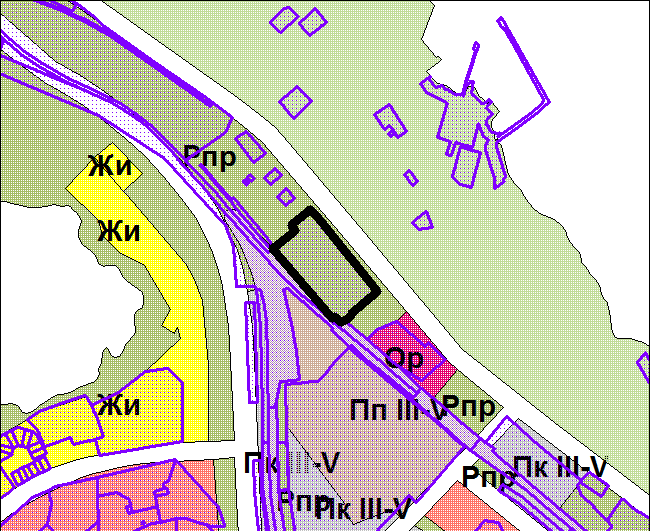 Рпр
Жи
Жи
Ор
Жи
Пп III-V
Рпр
Пк III-V
Пк III-V
Рпр
Рпр
Пк III-V